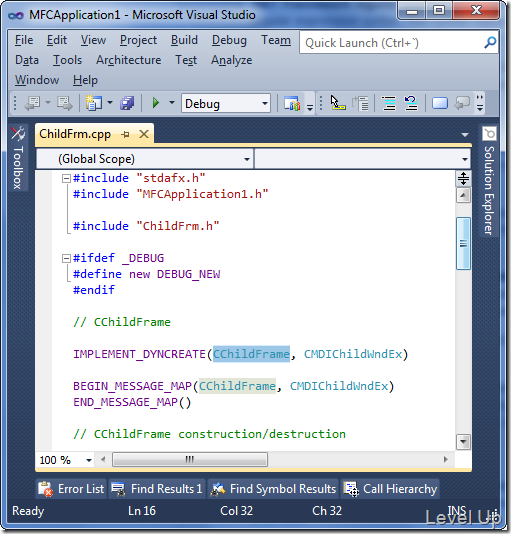 MFCApplication1 - Microsoft Visual Studio
File Edit View Project Build Debug Team
Quick Launch (Ctrl+`)
Data Tools Architecture Test Analyze
Window Help
Debug
Toolbox
ChildFrm.cpp
Solution Explorer
(Global Scope)
#include "stdafx.h"
#include "MFCApplication1.h"
#include "ChildFrm.h"
#ifdef _DEBUG
#define new DEBUG_NEW
#endif
// CChildFrame
IMPLEMENT_DYNCREATE(CChildFrame, CMDIChildWndEx)
BEGIN_MESSAGE_MAP(CChildFrame, CMDIChildWndEx)
END_MESSAGE_MAP()
// CChildFrame construction/destruction
100 %
Error List Find Results 1 Find Symbol Results Call Hierarchy
Ready Ln 16 Col 32 Ch 32 INS
Level Up